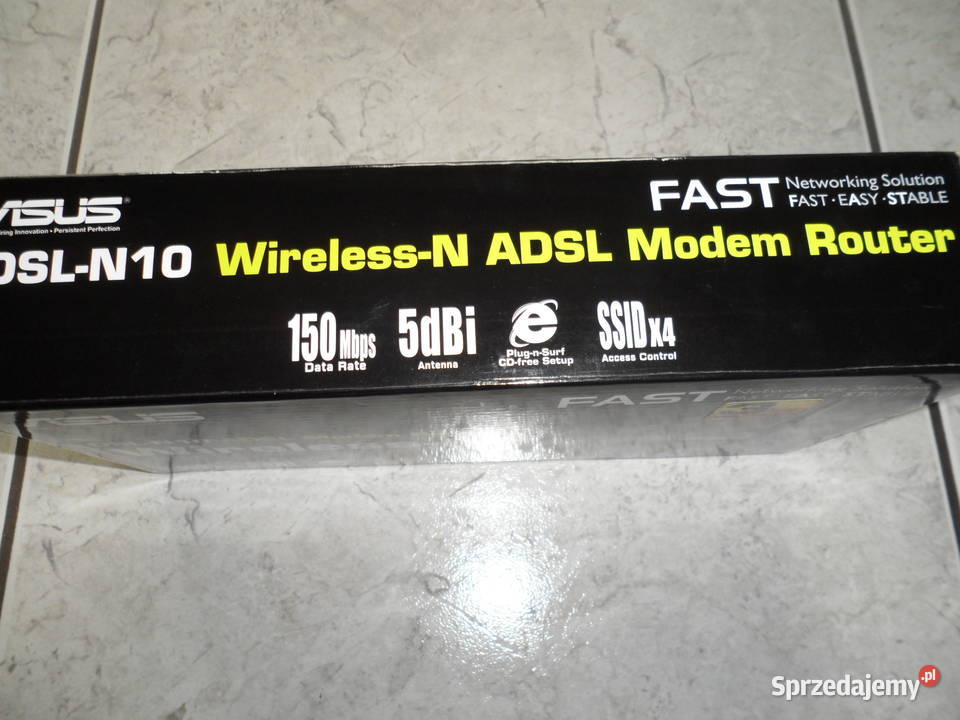 ASUS
Inspiring Innovation • Persistent Perfection
FAST Networking Solution
FAST · EASY · STABLE
DSL-N10 Wireless-N ADSL Modem Router
150 Mbps
Data Rate
5dBi
Antenna
Plug-n-Surf
CD-free Setup
SSID x4
Access Control
ASUS
FAST
Sprzedajemy.pl